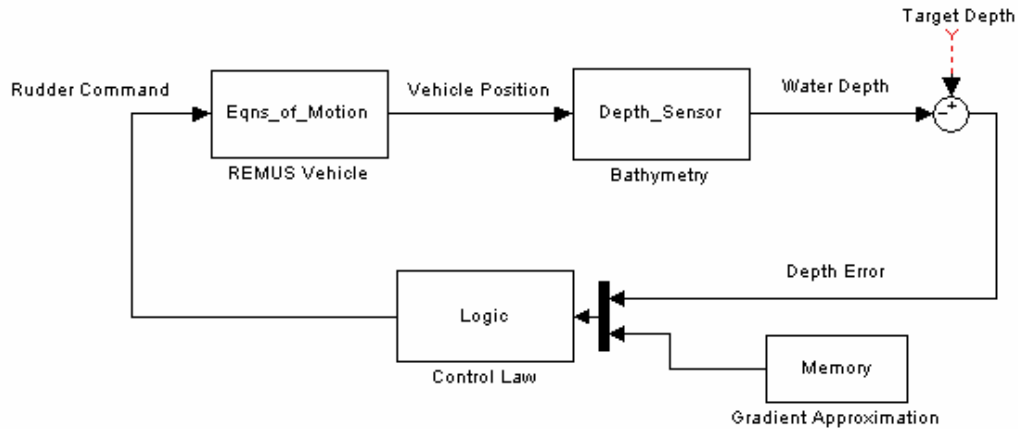 Target Depth
Rudder Command
Eqns_of_Motion
REMUS Vehicle
Vehicle Position
Depth_Sensor
Bathymetry
Water Depth
− +
Depth Error
Logic
Control Law
Memory
Gradient Approximation